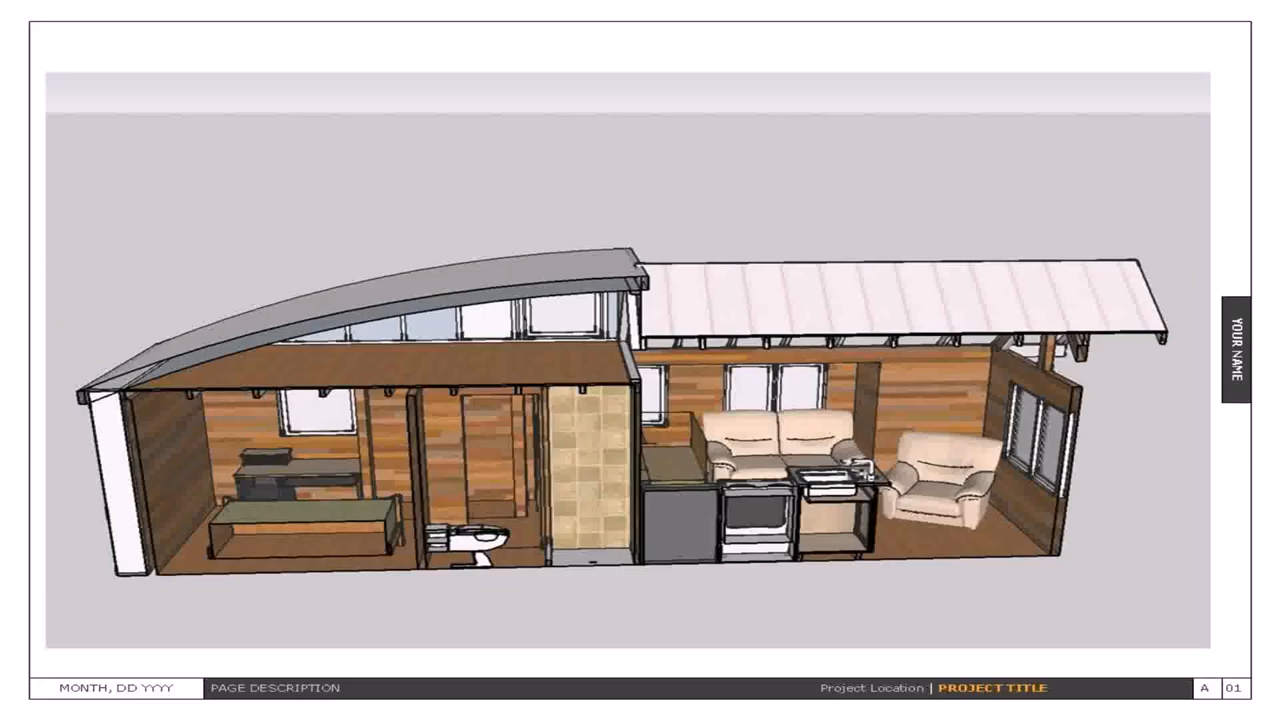 YOUR NAME
MONTH, DD YYYY
PAGE DESCRIPTION
Project Location | PROJECT TITLE
A 01